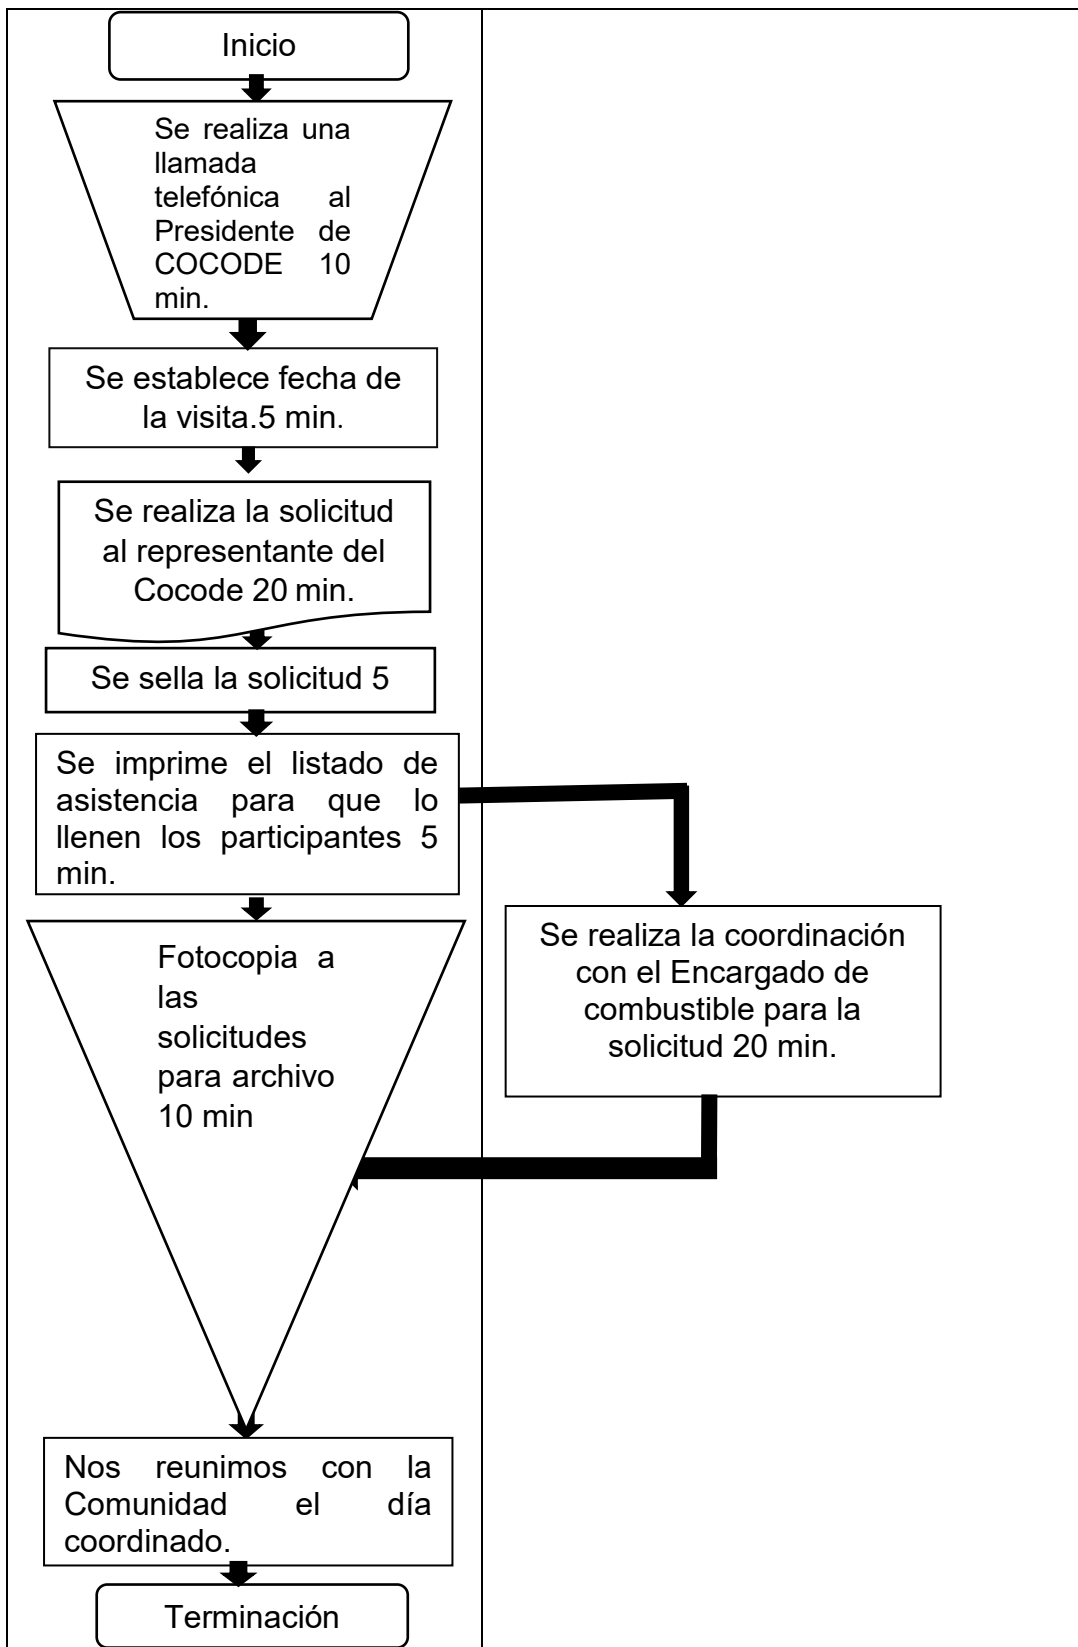 Inicio
Se realiza una
llamada
telefónica al
Presidente de
COCODE 10
min.
Se establece fecha de
la visita.5 min.
Se realiza la solicitud
al representante del
Cocode 20 min.
Se sella la solicitud 5
Se imprime el listado de
asistencia para que lo
llenen los participantes 5
min.
Se realiza la coordinación
con el Encargado de
combustible para la
solicitud 20 min.
Fotocopia a
las
solicitudes
para archivo
10 min
Nos reunimos con la
Comunidad el día
coordinado.
Terminación